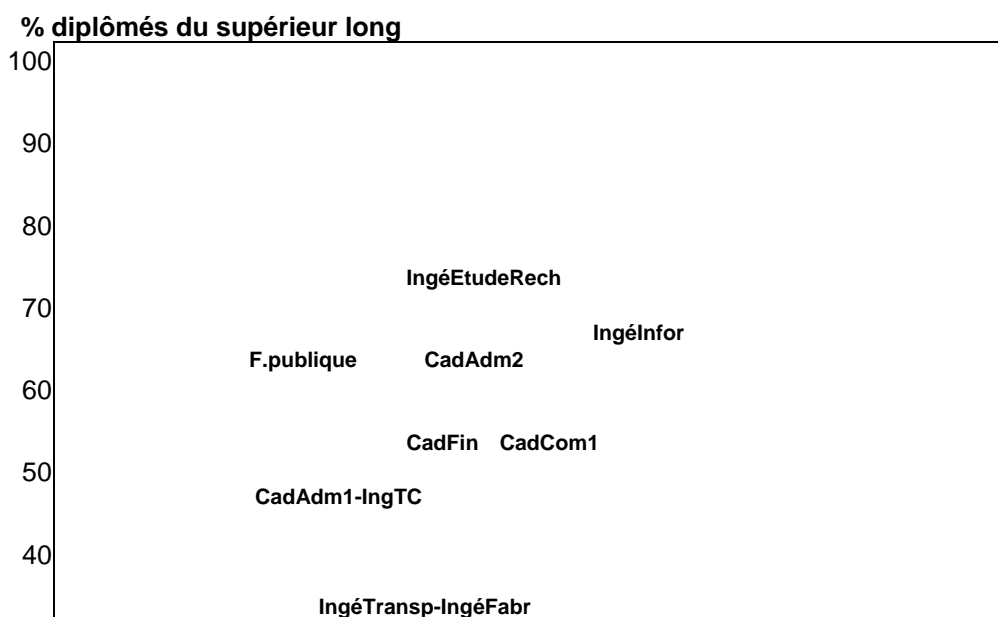 % diplômés du supérieur long
100
90
80
IngéEtudeRech
70
IngéInfor
F.publique CadAdm2
60
CadFin CadCom1
50
CadAdm1-IngTC
40
IngéTransp-IngéFabr